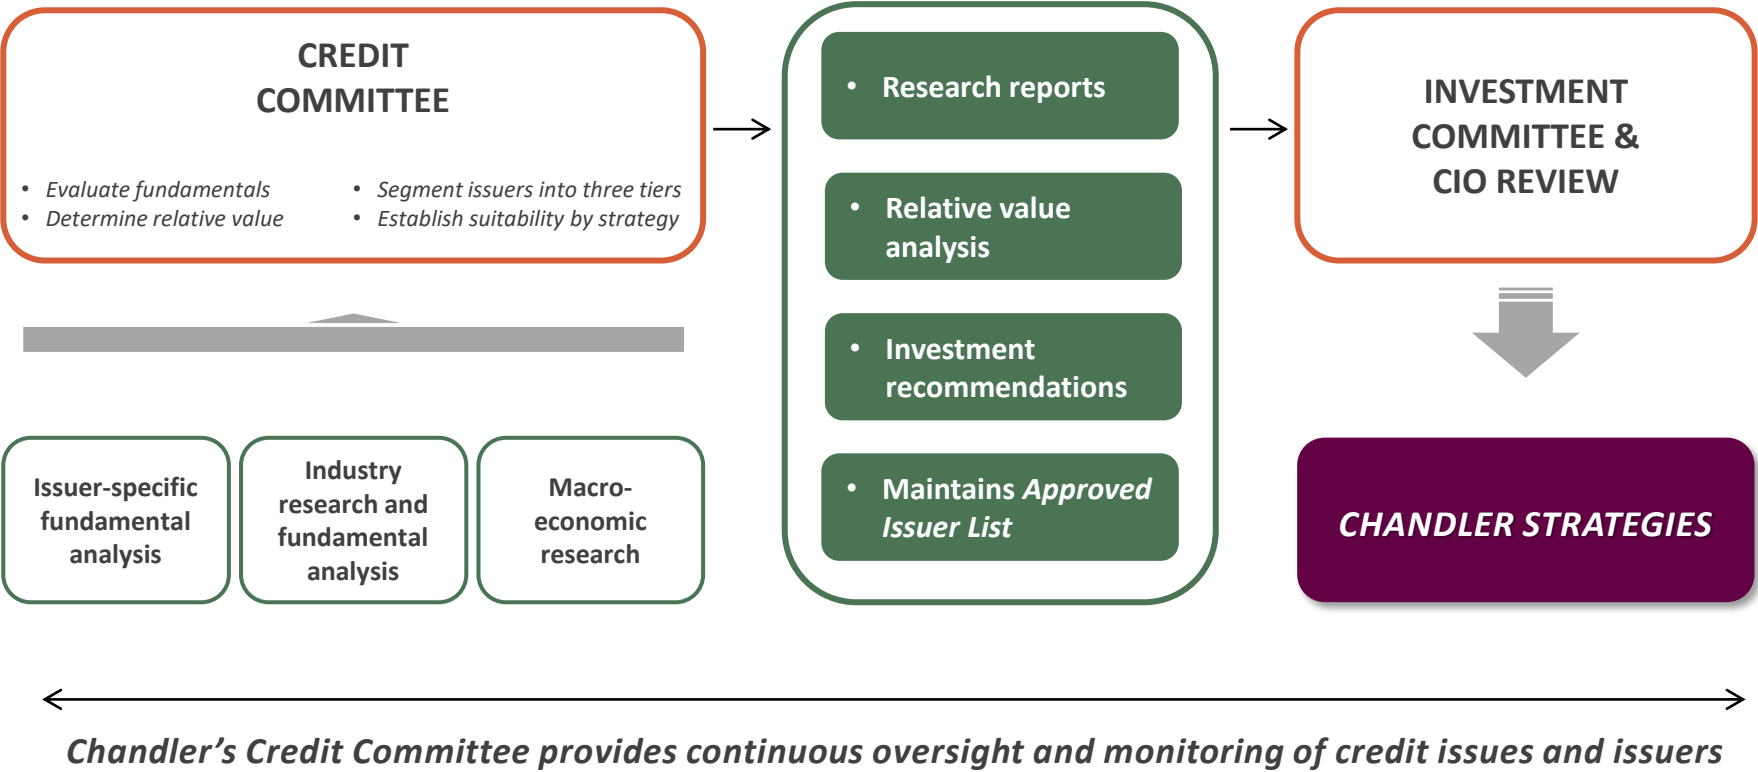 CREDIT
COMMITTEE
• Evaluate fundamentals
• Determine relative value
• Segment issuers into three tiers
• Establish suitability by strategy
Issuer-specific
fundamental
analysis
Industry
research and
fundamental
analysis
Macro-
economic
research
• Research reports
• Relative value
analysis
• Investment
recommendations
• Maintains Approved
Issuer List
INVESTMENT
COMMITTEE &
CIO REVIEW
CHANDLER STRATEGIES
Chandler’s Credit Committee provides continuous oversight and monitoring of credit issues and issuers